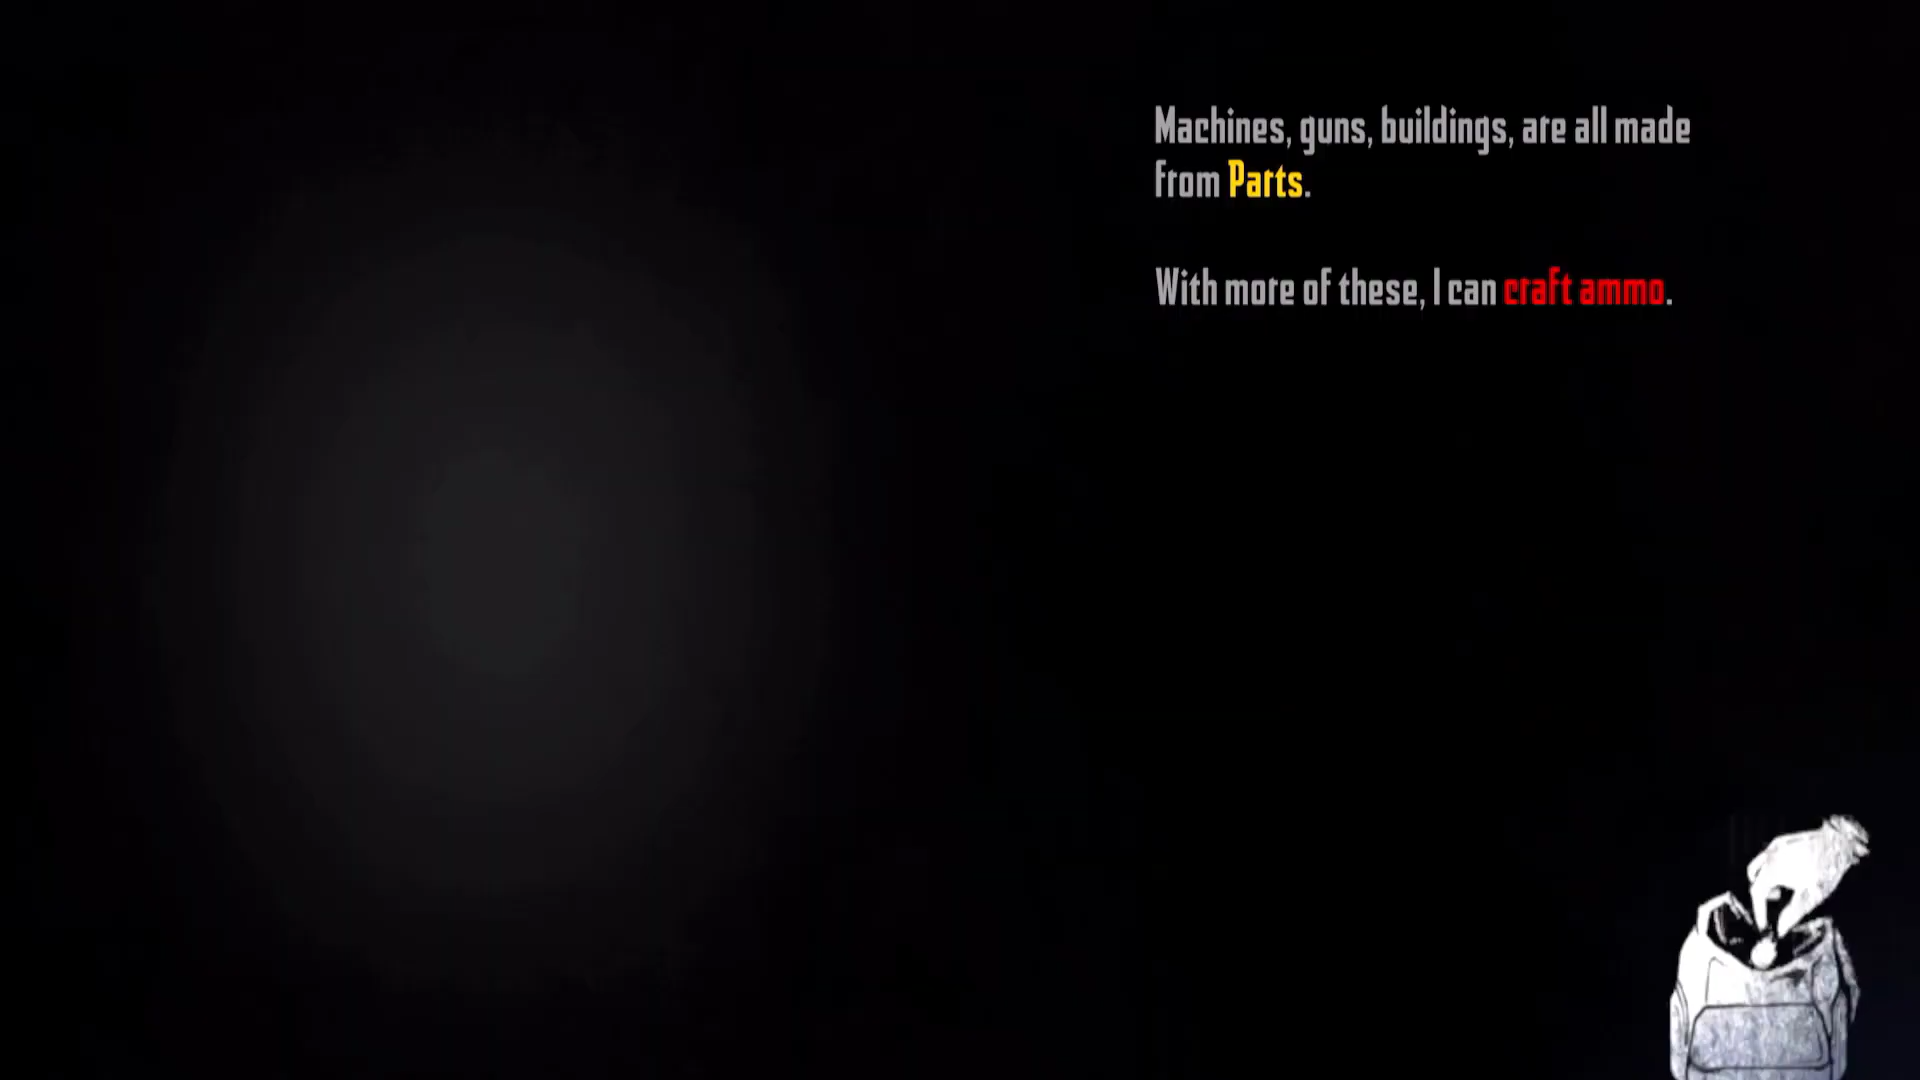 Machines, guns, buildings, are all made
from Parts.
With more of these, I can craft ammo.